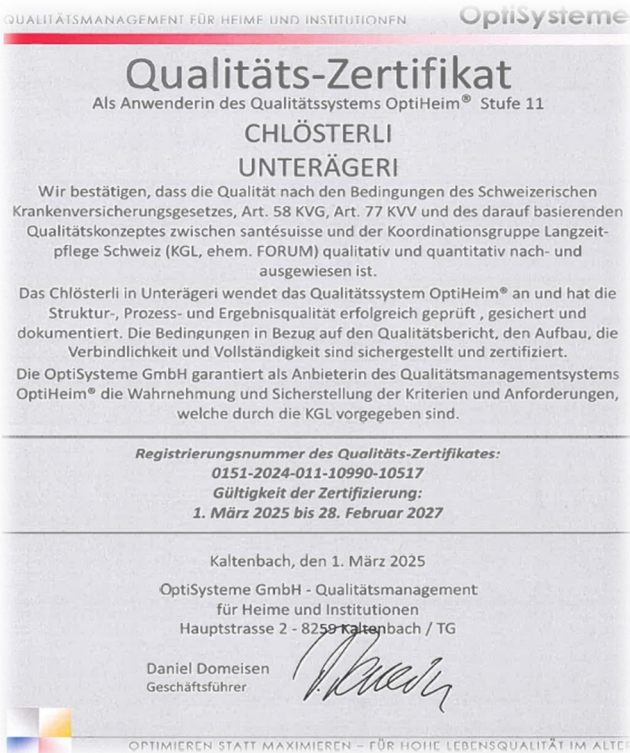 QUALITÄTSMANAGEMENT FÜR HEIME UND INSTITUTIONEN
OptiSysteme
Qualitäts-Zertifikat
Als Anwenderin des Qualitätssystems OptiHeim® Stufe 11
CHLÖSTERLI
UNTERÄGERI
Wir bestätigen, dass die Qualität nach den Bedingungen des Schweizerischen
Krankenversicherungsgesetzes, Art. 58 KVG, Art. 77 KVV und des darauf basierenden
Qualitätskonzeptes zwischen santésuisse und der Koordinationsgruppe Langzeit-
pflege Schweiz (KGL, ehem. FORUM) qualitativ und quantitativ nach- und
ausgewiesen ist.
Das Chlösterli in Unterägeri wendet das Qualitätssystem OptiHeim® an und hat die
Struktur-, Prozess- und Ergebnisqualität erfolgreich geprüft , gesichert und
dokumentiert. Die Bedingungen in Bezug auf den Qualitätsbericht, den Aufbau, die
Verbindlichkeit und Vollständigkeit sind sichergestellt und zertifiziert.
Die OptiSysteme GmbH garantiert als Anbieterin des Qualitätsmanagementsystems
OptiHeim® die Wahrnehmung und Sicherstellung der Kriterien und Anforderungen,
welche durch die KGL vorgegeben sind.
Registrierungsnummer des Qualitäts-Zertifikates:
0151-2024-011-10990-10517
Gültigkeit der Zertifizierung:
1. März 2025 bis 28. Februar 2027
Kaltenbach, den 1. März 2025
OptiSysteme GmbH - Qualitätsmanagement
für Heime und Institutionen
Hauptstrasse 2 - 8259 Kaltenbach / TG
Daniel Domeisen
Geschäftsführer
OPTIMIEREN STATT MAXIMIEREN – FÜR HOHE LEBENSQUALITÄT IM ALTE